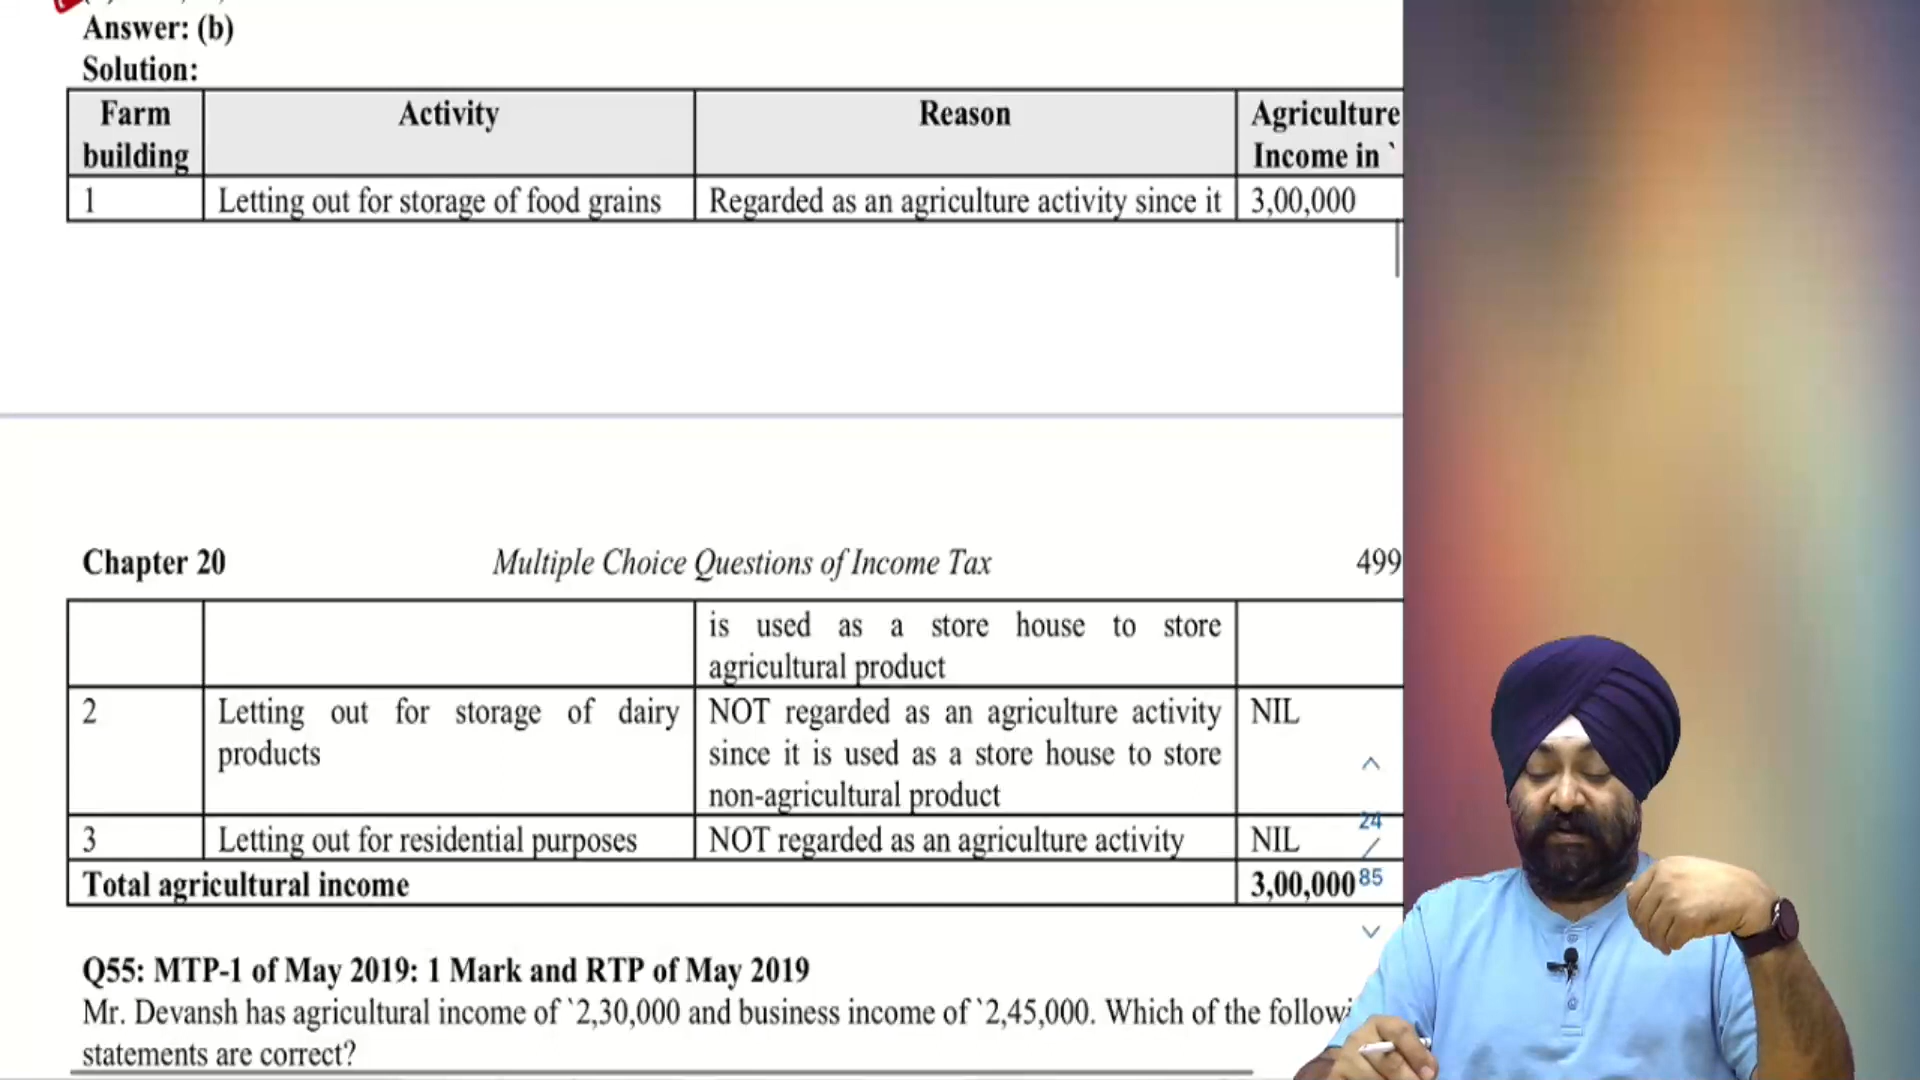 Answer: (b)
Solution:
Farm building | Activity | Reason | Agriculture Income in `
1 | Letting out for storage of food grains | Regarded as an agriculture activity since it | 3,00,000
Chapter 20 Multiple Choice Questions of Income Tax 499
is used as a store house to store
agricultural product
2 | Letting out for storage of dairy products | NOT regarded as an agriculture activity since it is used as a store house to store non-agricultural product | NIL
3 | Letting out for residential purposes | NOT regarded as an agriculture activity | NIL
Total agricultural income | 3,00,000
24
/
85
Q55: MTP-1 of May 2019: 1 Mark and RTP of May 2019
Mr. Devansh has agricultural income of `2,30,000 and business income of `2,45,000. Which of the followi
statements are correct?